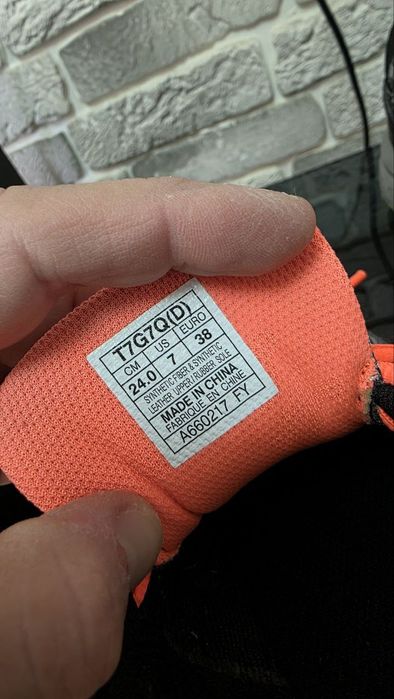 T7G7Q(D)
CM US EURO
24.0 7 38
SYNTHETIC FIBER & SYNTHETIC
LEATHER UPPER/ RUBBER SOLE
MADE IN CHINA
FABRIQUE EN CHINE
A660217 FY